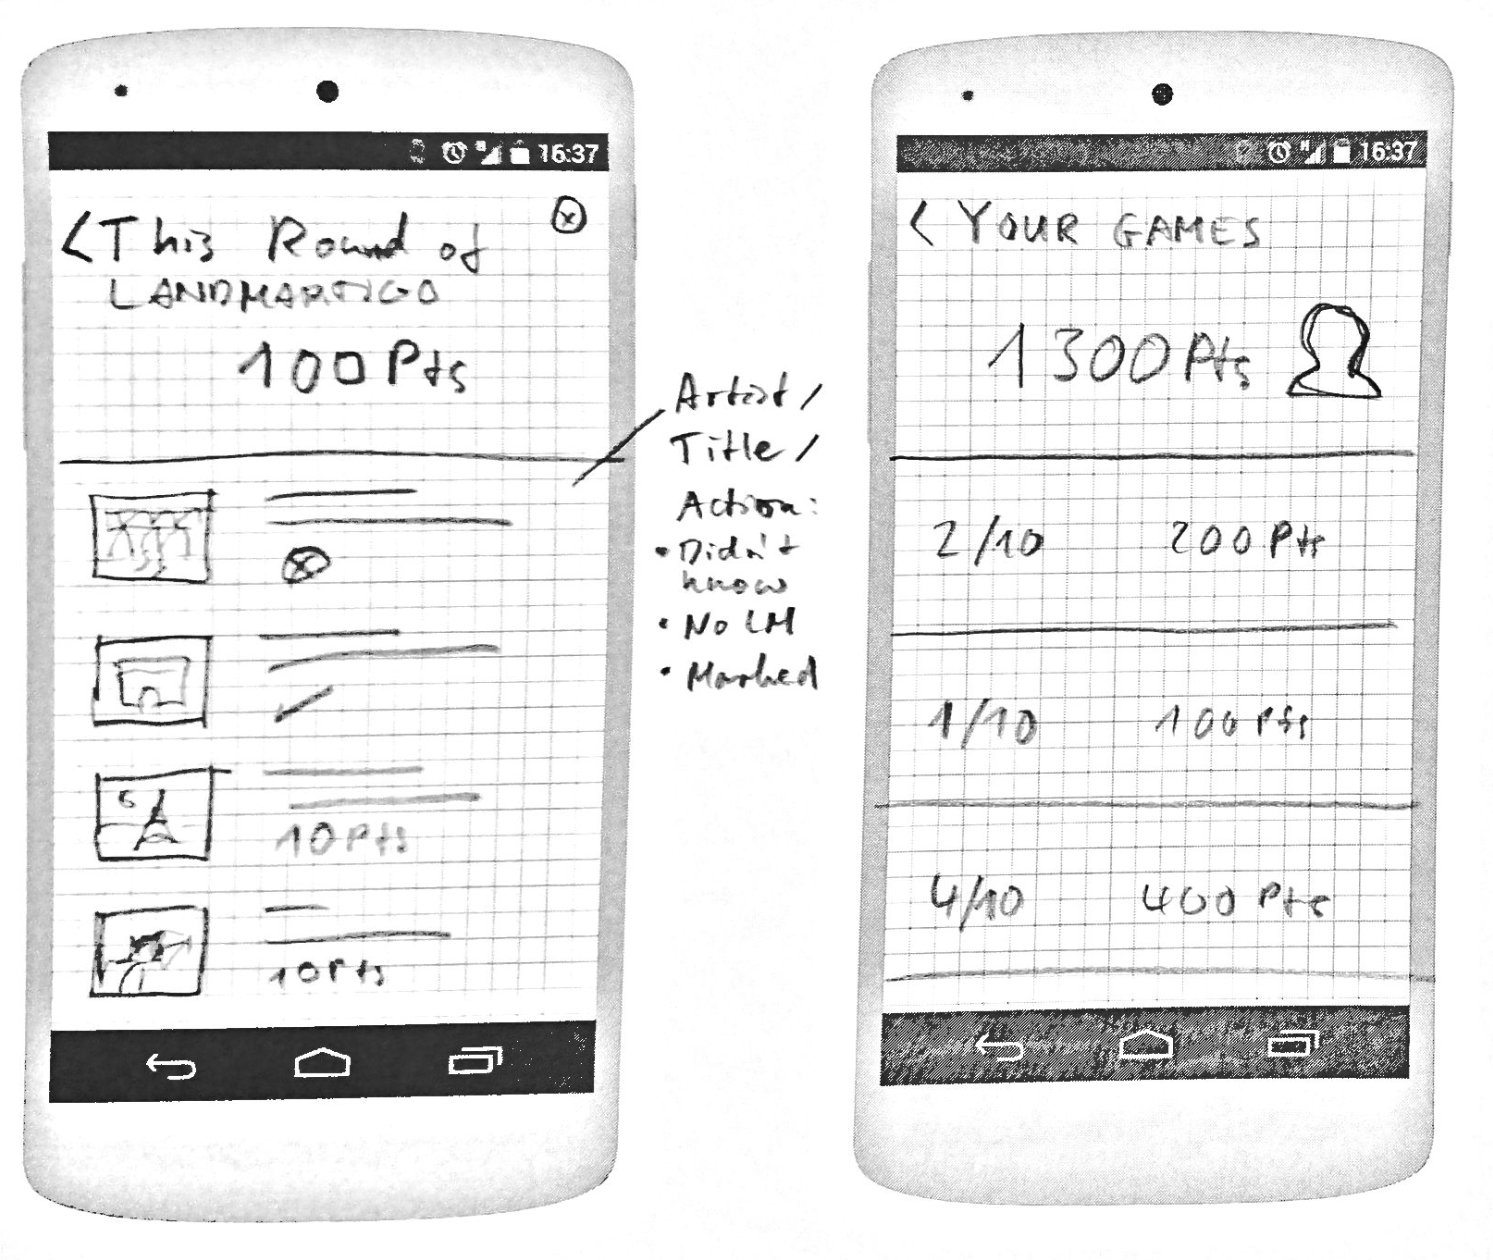 16:37
< This Round of
LANDMARTIGO
100 Pts
10 Pts
10 Pts
Artist /
Title /
Action:
• Didn't
know
• No LM
• Marked
16:37
< YOUR GAMES
1300 Pts
2/10 200 Pts
1/10 100 Pts
4/10 400 Pts